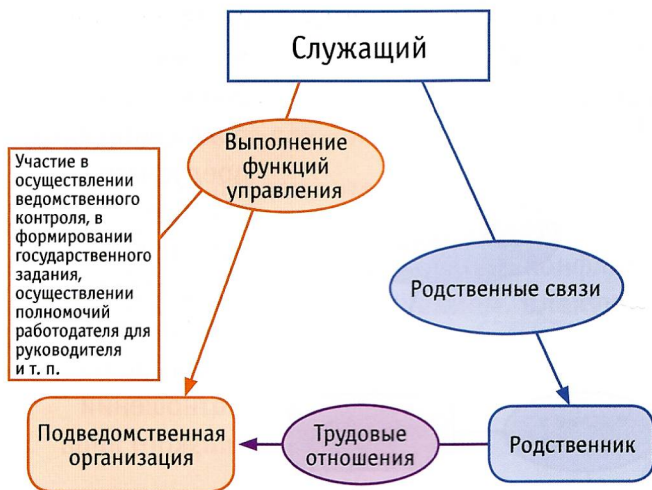 Служащий
Выполнение
функций
управления
Участие в
осуществлении
ведомственного
контроля, в
формировании
государственного
задания,
осуществлении
полномочий
работодателя для
руководителя
и т. п.
Родственные связи
Подведомственная
организация
Трудовые
отношения
Родственник